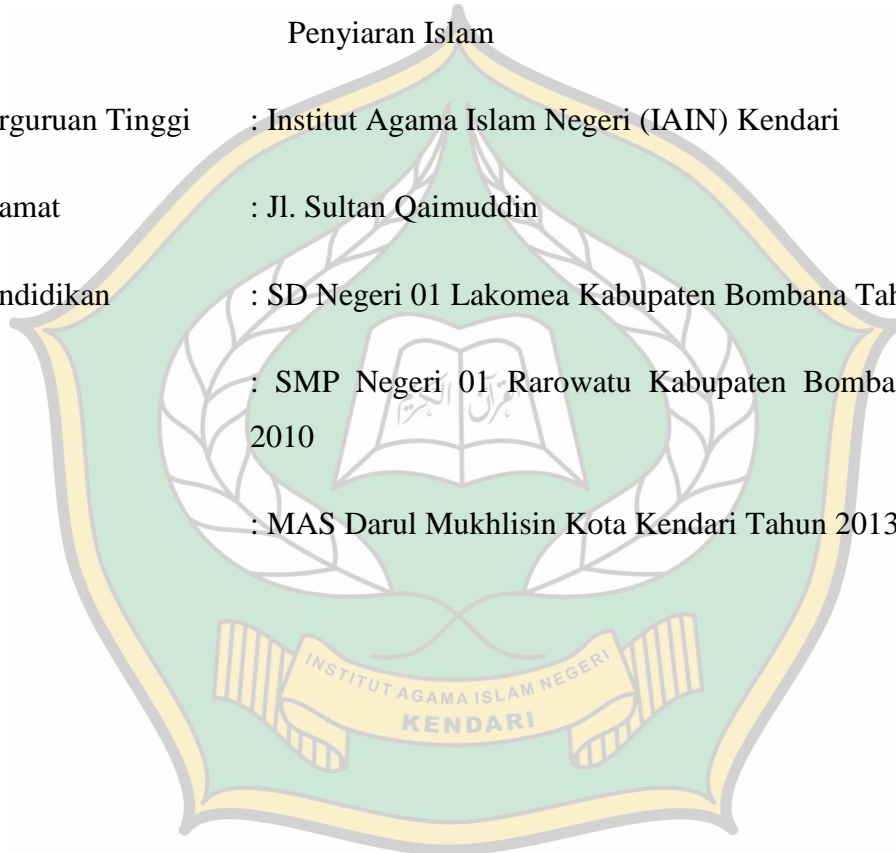 Penyiaran Islam
rguruan Tinggi : Institut Agama Islam Negeri (IAIN) Kendari
amat : Jl. Sultan Qaimuddin
ndidikan : SD Negeri 01 Lakomea Kabupaten Bombana Tah
: SMP Negeri 01 Rarowatu Kabupaten Bomba
2010
القرآن الكريم
: MAS Darul Mukhlisin Kota Kendari Tahun 2013
INSTITUT AGAMA ISLAM NEGERI
KENDARI